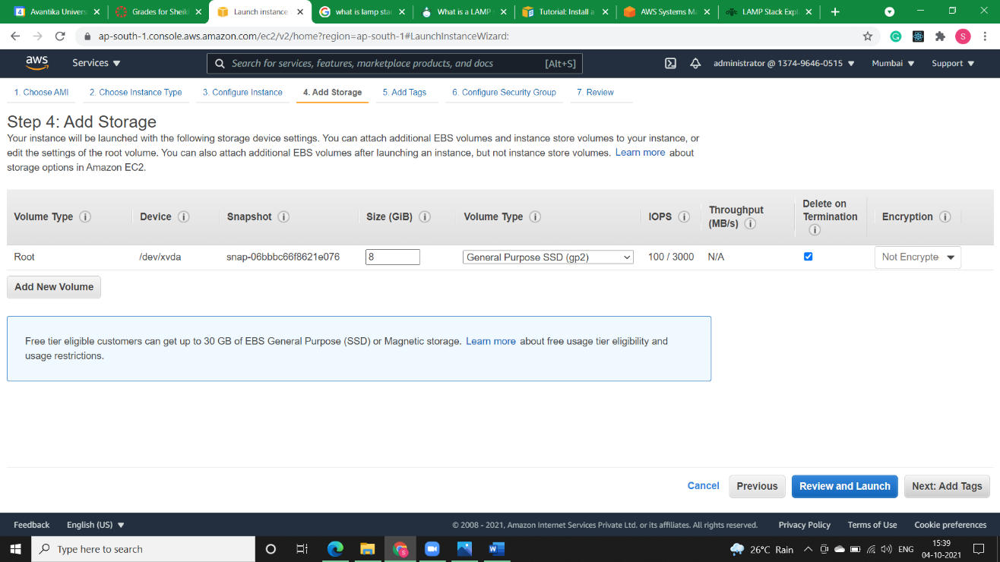 Avantika Univers
Grades for Sheikh
Launch instance
what is lamp sta
What is a LAMP
Tutorial: Install a
AWS Systems Ma
LAMP Stack Expl
ap-south-1.console.aws.amazon.com/ec2/v2/home?region=ap-south-1#LaunchInstanceWizard:
S
aws
Services
Search for services, features, marketplace products, and docs
[Alt+S]
administrator @ 1374-9646-0515
Mumbai
Support
1. Choose AMI
2. Choose Instance Type
3. Configure Instance
4. Add Storage
5. Add Tags
6. Configure Security Group
7. Review
Step 4: Add Storage
Your instance will be launched with the following storage device settings. You can attach additional EBS volumes and instance store volumes to your instance, or
edit the settings of the root volume. You can also attach additional EBS volumes after launching an instance, but not instance store volumes. Learn more about
storage options in Amazon EC2.
Volume Type
Device
Snapshot
Size (GiB)
Volume Type
IOPS
Throughput
(MB/s)
Delete on
Termination
Encryption
Root
/dev/xvda
snap-06bbbc66f8621e076
8
General Purpose SSD (gp2)
100 / 3000
N/A
Not Encrypte
Add New Volume
Free tier eligible customers can get up to 30 GB of EBS General Purpose (SSD) or Magnetic storage. Learn more about free usage tier eligibility and
usage restrictions.
Cancel
Previous
Review and Launch
Next: Add Tags
Feedback
English (US)
© 2008 - 2021, Amazon Internet Services Private Ltd. or its affiliates. All rights reserved.
Privacy Policy
Terms of Use
Cookie preferences
Type here to search
26°C Rain
ENG
15:39
04-10-2021